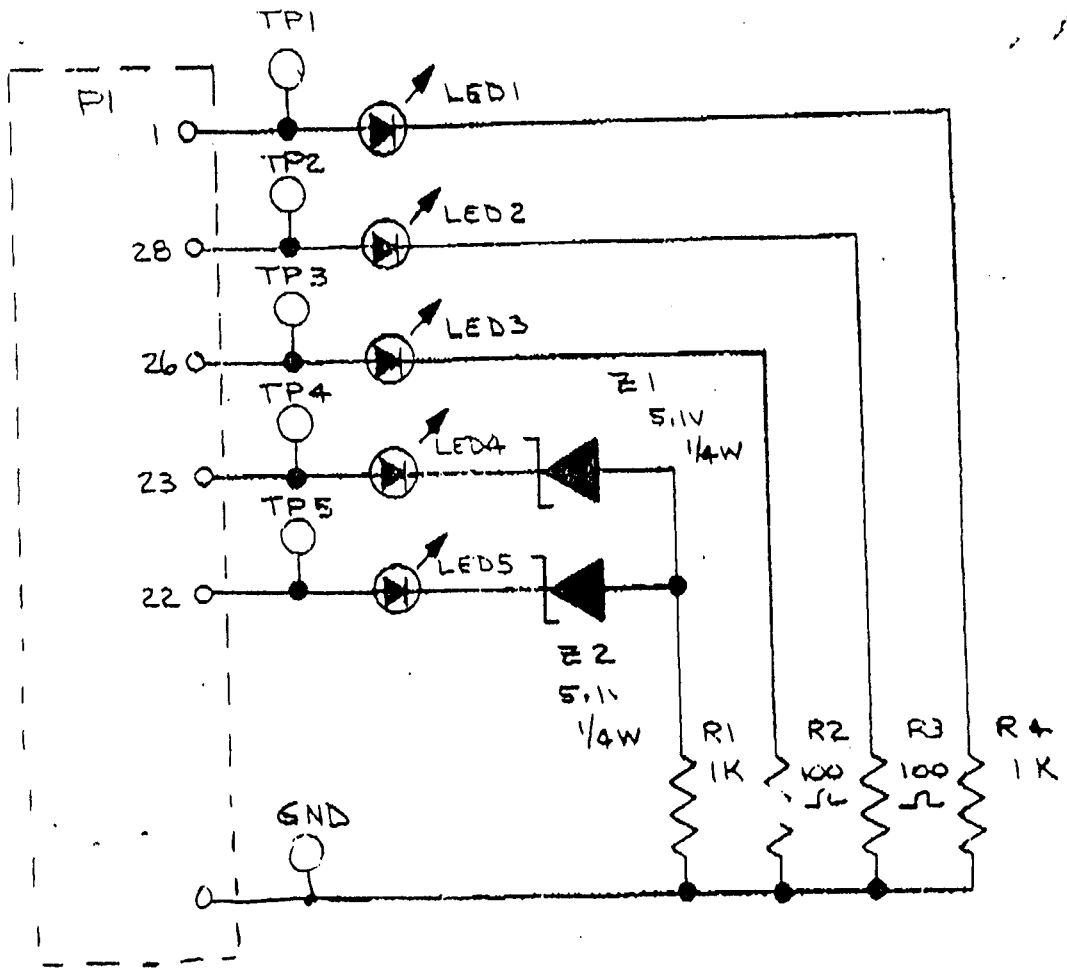 TP1
P1
LED1
1
TP2
LED2
28
TP3
LED3
26
Z1
5.1V
1/4W
TP4
LED4
23
TP5
LED5
22
Z2
5.1V
1/4W
R1
1K
R2
100
Ω
R3
100
Ω
R4
1K
GND